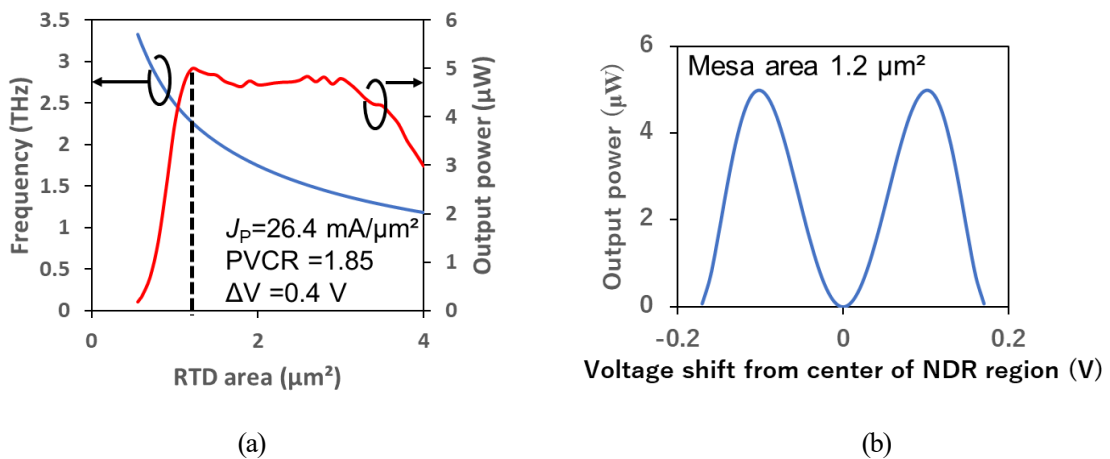 3.5
3
2.5
2
1.5
1
0.5
0
Frequency (THz)
0
2
4
RTD area (µm²)
6
5
4
3
2
1
0
Output power (µW)
J_P=26.4 mA/µm²
PVCR =1.85
ΔV =0.4 V
(a)
6
4
2
0
Output power (µW)
Mesa area 1.2 µm²
-0.2
0
0.2
Voltage shift from center of NDR region (V)
(b)